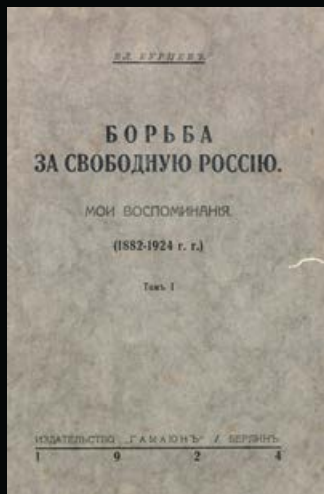 ВЛ. БУРЦЕВЪ
БОРЬБА
ЗА СВОБОДНУЮ РОССІЮ.
МОИ ВОСПОМИНАНІЯ.
(1882-1924 г. г.)
Томъ I
ИЗДАТЕЛЬСТВО „ГАМАЮНЪ" / БЕРЛИНЪ
1 9 2 4